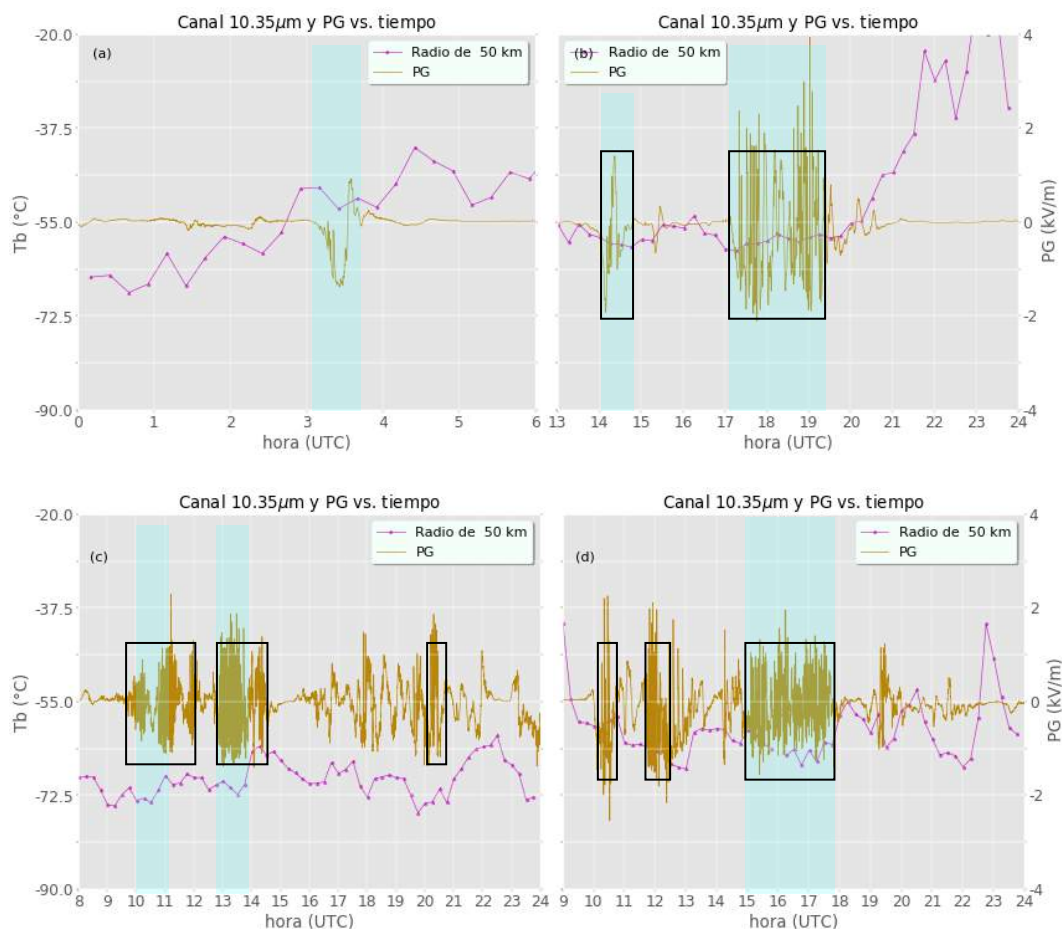 Canal 10.35μm y PG vs. tiempo
Canal 10.35μm y PG vs. tiempo
-20.0
(a)
Radio de 50 km
PG
(b)
Radio de 50 km
PG
4
-37.5
2
Tb (°C)
-55.0
0
PG (kV/m)
-72.5
-2
-90.0
-4
0 1 2 3 4 5 6
13 14 15 16 17 18 19 20 21 22 23 24
hora (UTC)
hora (UTC)
Canal 10.35μm y PG vs. tiempo
Canal 10.35μm y PG vs. tiempo
-20.0
(c)
Radio de 50 km
PG
(d)
Radio de 50 km
PG
4
-37.5
2
Tb (°C)
-55.0
0
PG (kV/m)
-72.5
-2
-90.0
-4
8 9 10 11 12 13 14 15 16 17 18 19 20 21 22 23 24
9 10 11 12 13 14 15 16 17 18 19 20 21 22 23 24
hora (UTC)
hora (UTC)